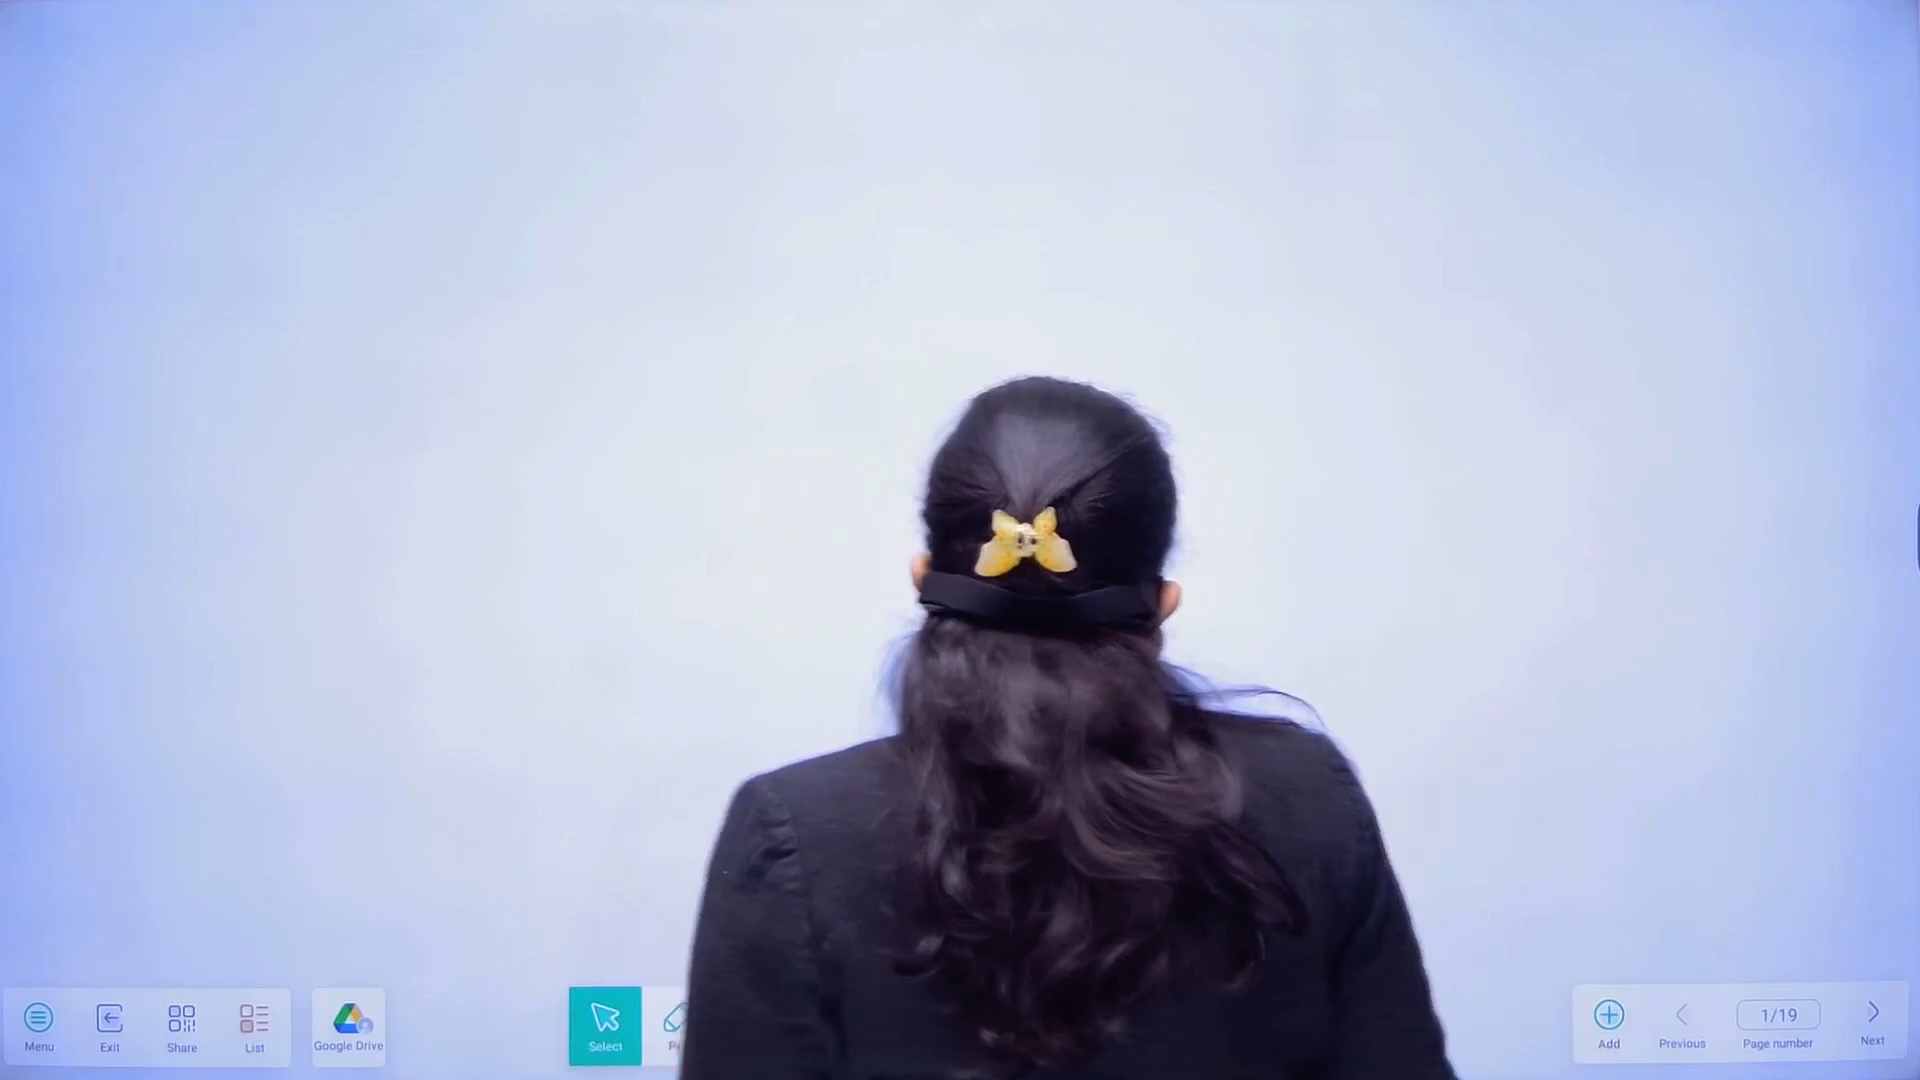 Menu
Exit
Share
List
Google Drive
Select
1/19
Add
Previous
Page number
Next